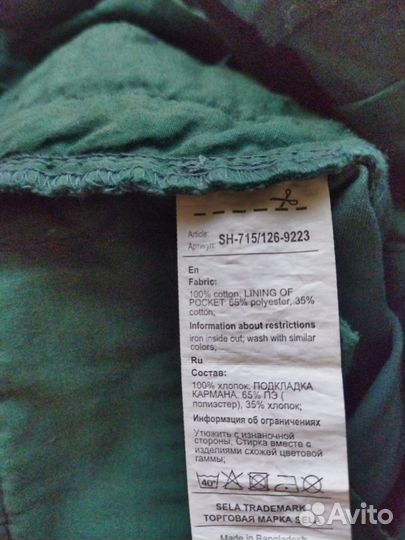 Article:
Артикул: SH-715/126-9223
En
Fabric:
100% cotton, LINING OF
POCKET: 65% polyester, 35%
cotton;
Information about restrictions
iron inside out; wash with similar
colors;
Ru
Состав:
100% хлопок, ПОДКЛАДКА
КАРМАНА: 65% ПЭ (
полиэстер), 35% хлопок;
Информация об ограничениях
Утюжить с изнаночной
стороны; Стирка вместе с
изделиями схожей цветовой
гаммы;
40°
SELA TRADEMARK
ТОРГОВАЯ МАРКА SELA
Made in Bangladesh
Avito